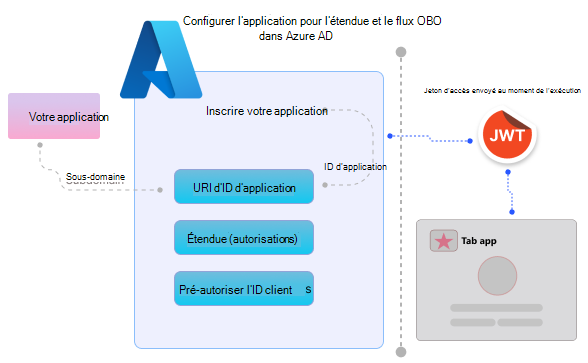 Configurer l'application pour l'étendue et le flux OBO
dans Azure AD
Votre application
Inscrire votre application
Jeton d'accès envoyé au moment de l'exécution
JWT
Sous-domaine
ID d'application
URI d'ID d'application
Étendue (autorisations)
Pré-autoriser l'ID client s
Tab app